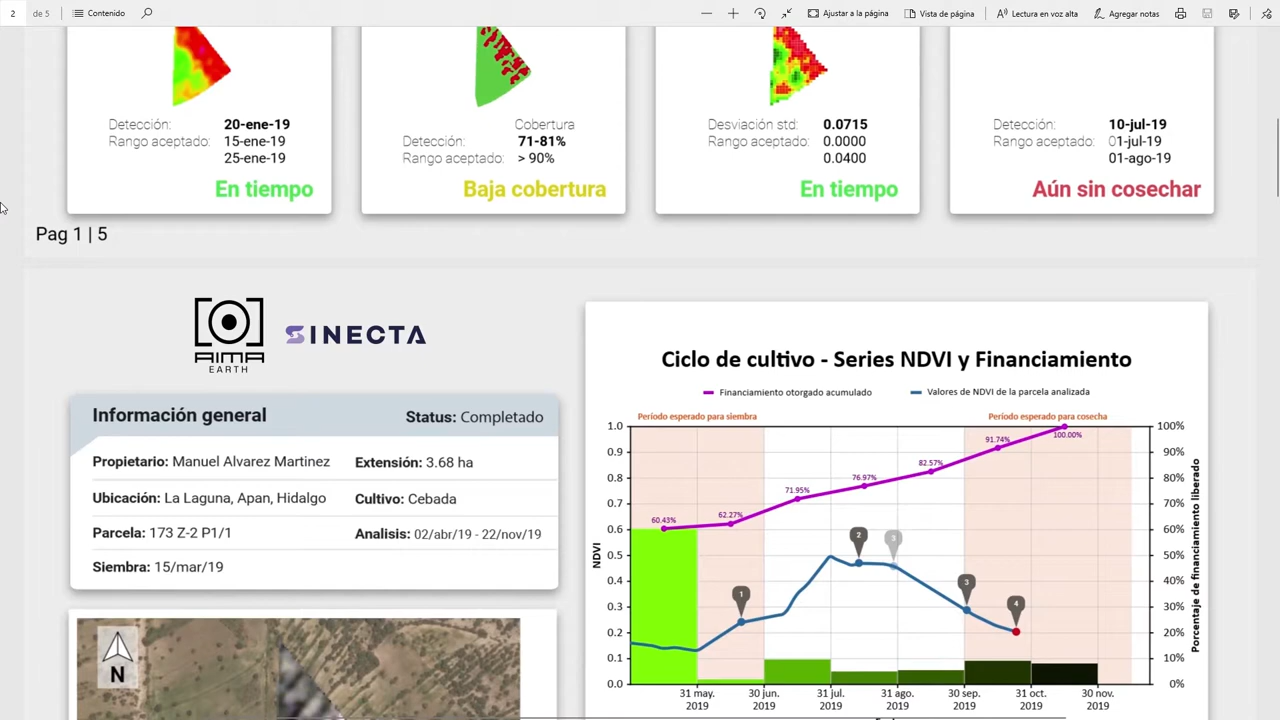 2 de 5 Contenido Ajustar a la página Vista de página Lectura en voz alta Agregar notas
Detección: 20-ene-19
Rango aceptado: 15-ene-19
25-ene-19
En tiempo
Cobertura
Detección: 71-81%
Rango aceptado: > 90%
Baja cobertura
Desviación std: 0.0715
Rango aceptado: 0.0000
0.0400
En tiempo
Detección: 10-jul-19
Rango aceptado: 01-jul-19
01-ago-19
Aún sin cosechar
Pag 1 | 5
AIMA
EARTH
SINECTA
Información general Status: Completado
Propietario: Manuel Alvarez Martinez Extensión: 3.68 ha
Ubicación: La Laguna, Apan, Hidalgo Cultivo: Cebada
Parcela: 173 Z-2 P1/1 Analisis: 02/abr/19 - 22/nov/19
Siembra: 15/mar/19
N
Ciclo de cultivo - Series NDVI y Financiamiento
Financiamiento otorgado acumulado Valores de NDVI de la parcela analizada
Período esperado para siembra Período esperado para cosecha
1.0 0.9 0.8 0.7 0.6 0.5 0.4 0.3 0.2 0.1 0.0
NDVI
60.43% 62.27% 71.95% 76.97% 82.57% 91.74% 100.00%
1 2 3 3 4
100% 90% 80% 70% 60% 50% 40% 30% 20% 10% 0%
Porcentaje de financiamiento liberado
31 may. 30 jun. 31 jul. 31 ago. 30 sep. 31 oct. 30 nov.
2019 2019 2019 2019 2019 2019 2019